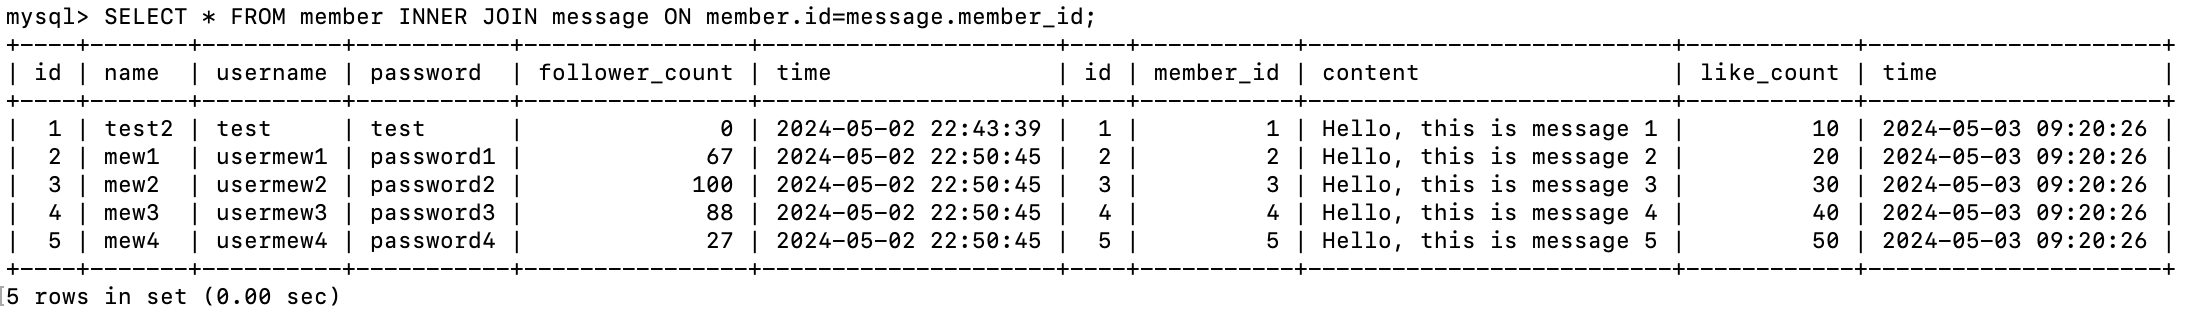 mysql> SELECT * FROM member INNER JOIN message ON member.id=message.member_id;
+----+-------+----------+-----------+----------------+---------------------+----+-----------+--------------------------+------------+---------------------+
| id | name  | username | password  | follower_count | time                | id | member_id | content                  | like_count | time                |
+----+-------+----------+-----------+----------------+---------------------+----+-----------+--------------------------+------------+---------------------+
|  1 | test2 | test     | test      |              0 | 2024-05-02 22:43:39 |  1 |         1 | Hello, this is message 1 |         10 | 2024-05-03 09:20:26 |
|  2 | mew1  | usermew1 | password1 |             67 | 2024-05-02 22:50:45 |  2 |         2 | Hello, this is message 2 |         20 | 2024-05-03 09:20:26 |
|  3 | mew2  | usermew2 | password2 |            100 | 2024-05-02 22:50:45 |  3 |         3 | Hello, this is message 3 |         30 | 2024-05-03 09:20:26 |
|  4 | mew3  | usermew3 | password3 |             88 | 2024-05-02 22:50:45 |  4 |         4 | Hello, this is message 4 |         40 | 2024-05-03 09:20:26 |
|  5 | mew4  | usermew4 | password4 |             27 | 2024-05-02 22:50:45 |  5 |         5 | Hello, this is message 5 |         50 | 2024-05-03 09:20:26 |
+----+-------+----------+-----------+----------------+---------------------+----+-----------+--------------------------+------------+---------------------+
5 rows in set (0.00 sec)